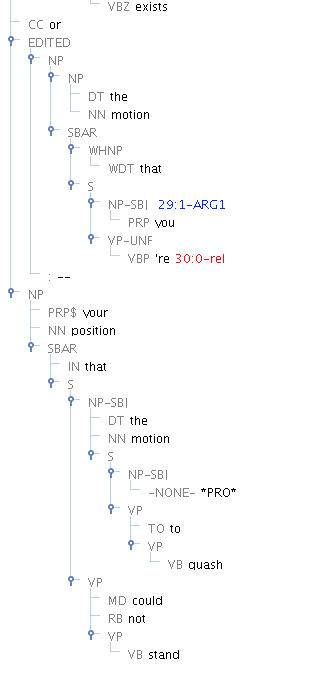 VBZ exists
CC or
EDITED
NP
NP
DT the
NN motion
SBAR
WHNP
WDT that
S
NP-SBJ 29:1-ARG1
PRP you
VP-UNF
VBP 're 30:0-rel
: --
NP
PRP$ your
NN position
SBAR
IN that
S
NP-SBJ
DT the
NN motion
S
NP-SBJ
-NONE- *PRO*
VP
TO to
VP
VB quash
VP
MD could
RB not
VP
VB stand